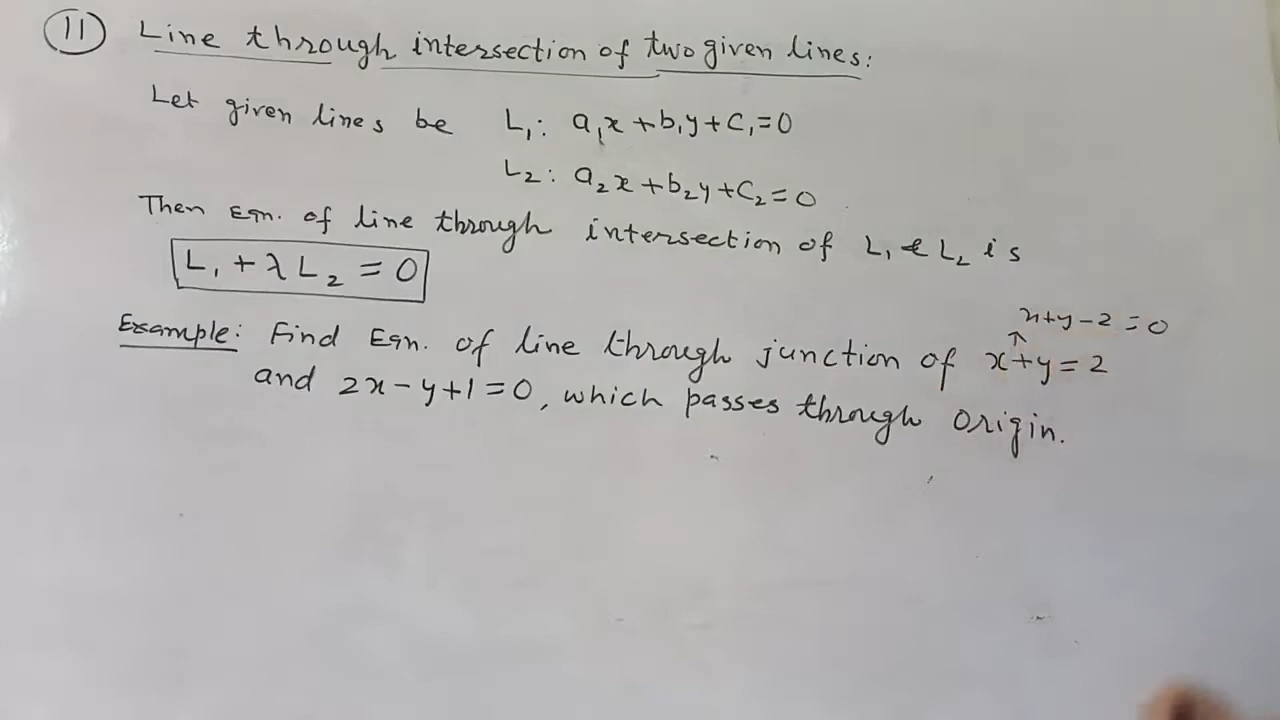 11 Line through intersection of two given lines:
Let given lines be L₁: a₁x+b₁y+c₁=0
L₂: a₂x+b₂y+c₂=0
Then Eqn. of line through intersection of L₁ & L₂ is
L₁ + λ L₂ = 0
x+y-2=0
Example: Find Eqn. of line through junction of x+y=2
and 2x-y+1=0, which passes through origin.